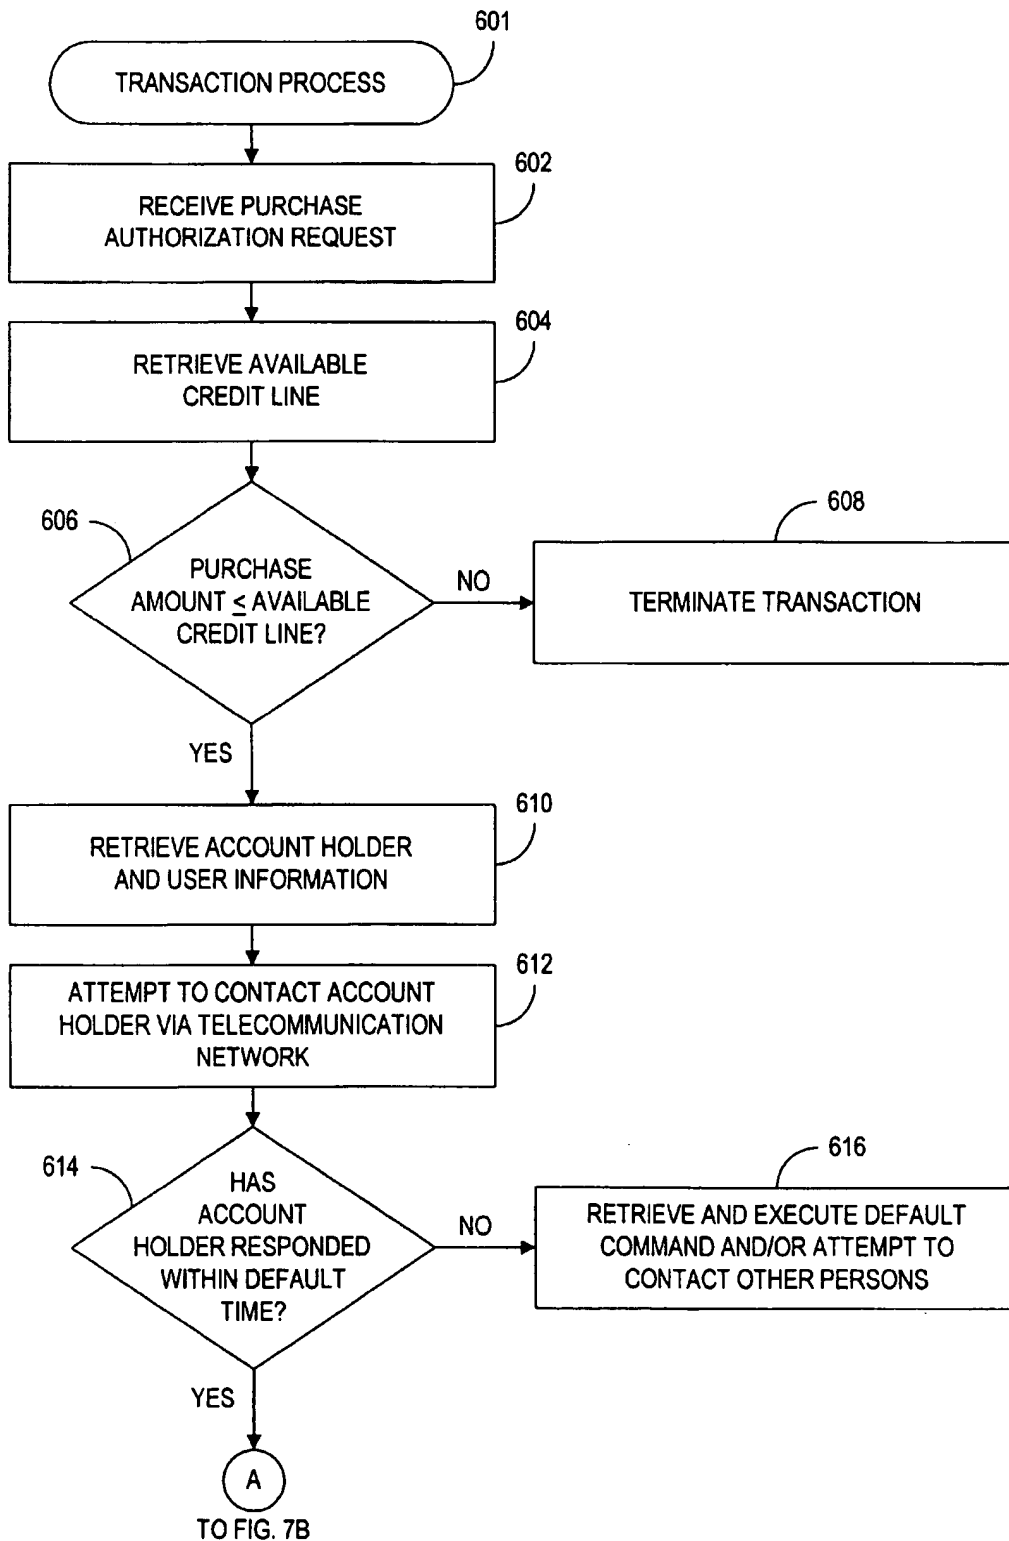 601
TRANSACTION PROCESS
602
RECEIVE PURCHASE
AUTHORIZATION REQUEST
604
RETRIEVE AVAILABLE
CREDIT LINE
606
PURCHASE
AMOUNT ≤ AVAILABLE
CREDIT LINE?
NO
608
TERMINATE TRANSACTION
YES
610
RETRIEVE ACCOUNT HOLDER
AND USER INFORMATION
612
ATTEMPT TO CONTACT ACCOUNT
HOLDER VIA TELECOMMUNICATION
NETWORK
614
HAS
ACCOUNT
HOLDER RESPONDED
WITHIN DEFAULT
TIME?
NO
616
RETRIEVE AND EXECUTE DEFAULT
COMMAND AND/OR ATTEMPT TO
CONTACT OTHER PERSONS
YES
A
TO FIG. 7B